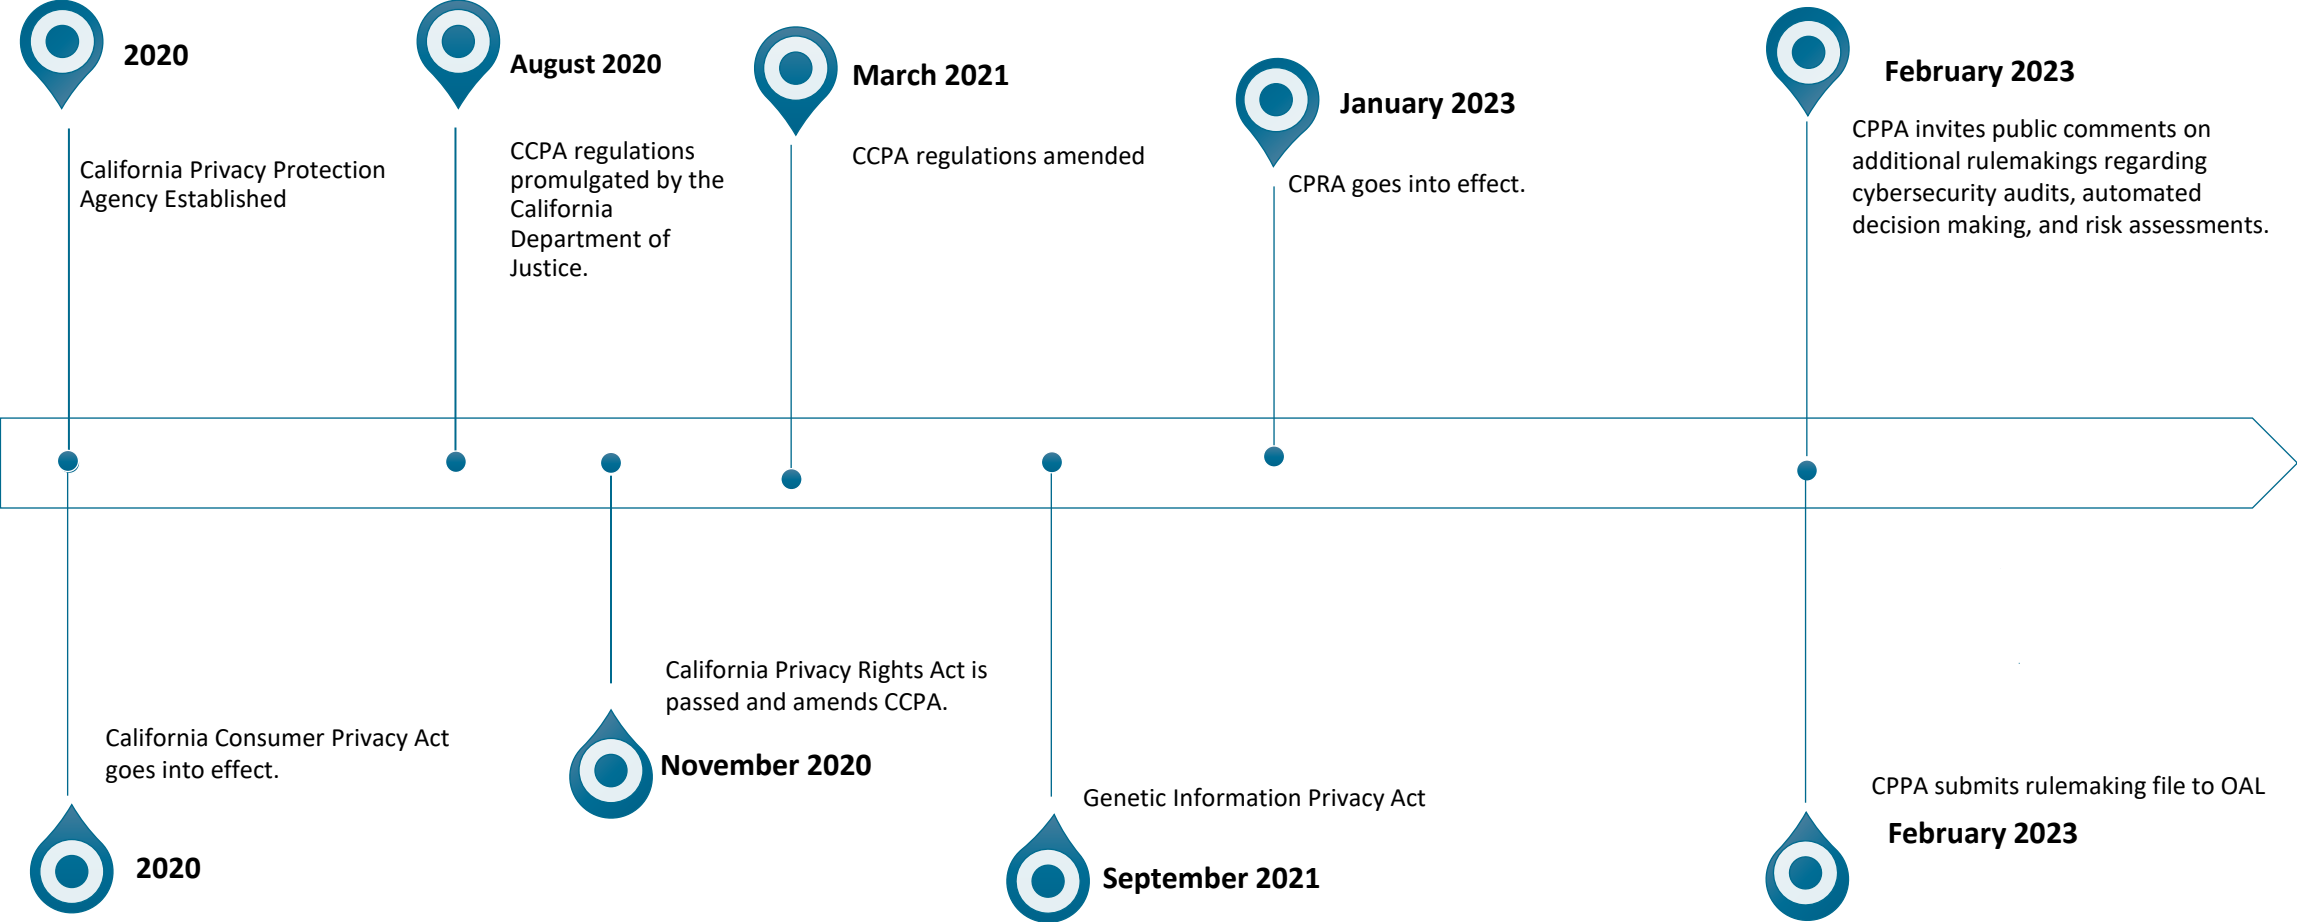 2020
California Privacy Protection
Agency Established
August 2020
CCPA regulations
promulgated by the
California
Department of
Justice.
March 2021
CCPA regulations amended
January 2023
CPRA goes into effect.
February 2023
CPPA invites public comments on
additional rulemakings regarding
cybersecurity audits, automated
decision making, and risk assessments.
California Consumer Privacy Act
goes into effect.
2020
California Privacy Rights Act is
passed and amends CCPA.
November 2020
Genetic Information Privacy Act
September 2021
CPPA submits rulemaking file to OAL
February 2023